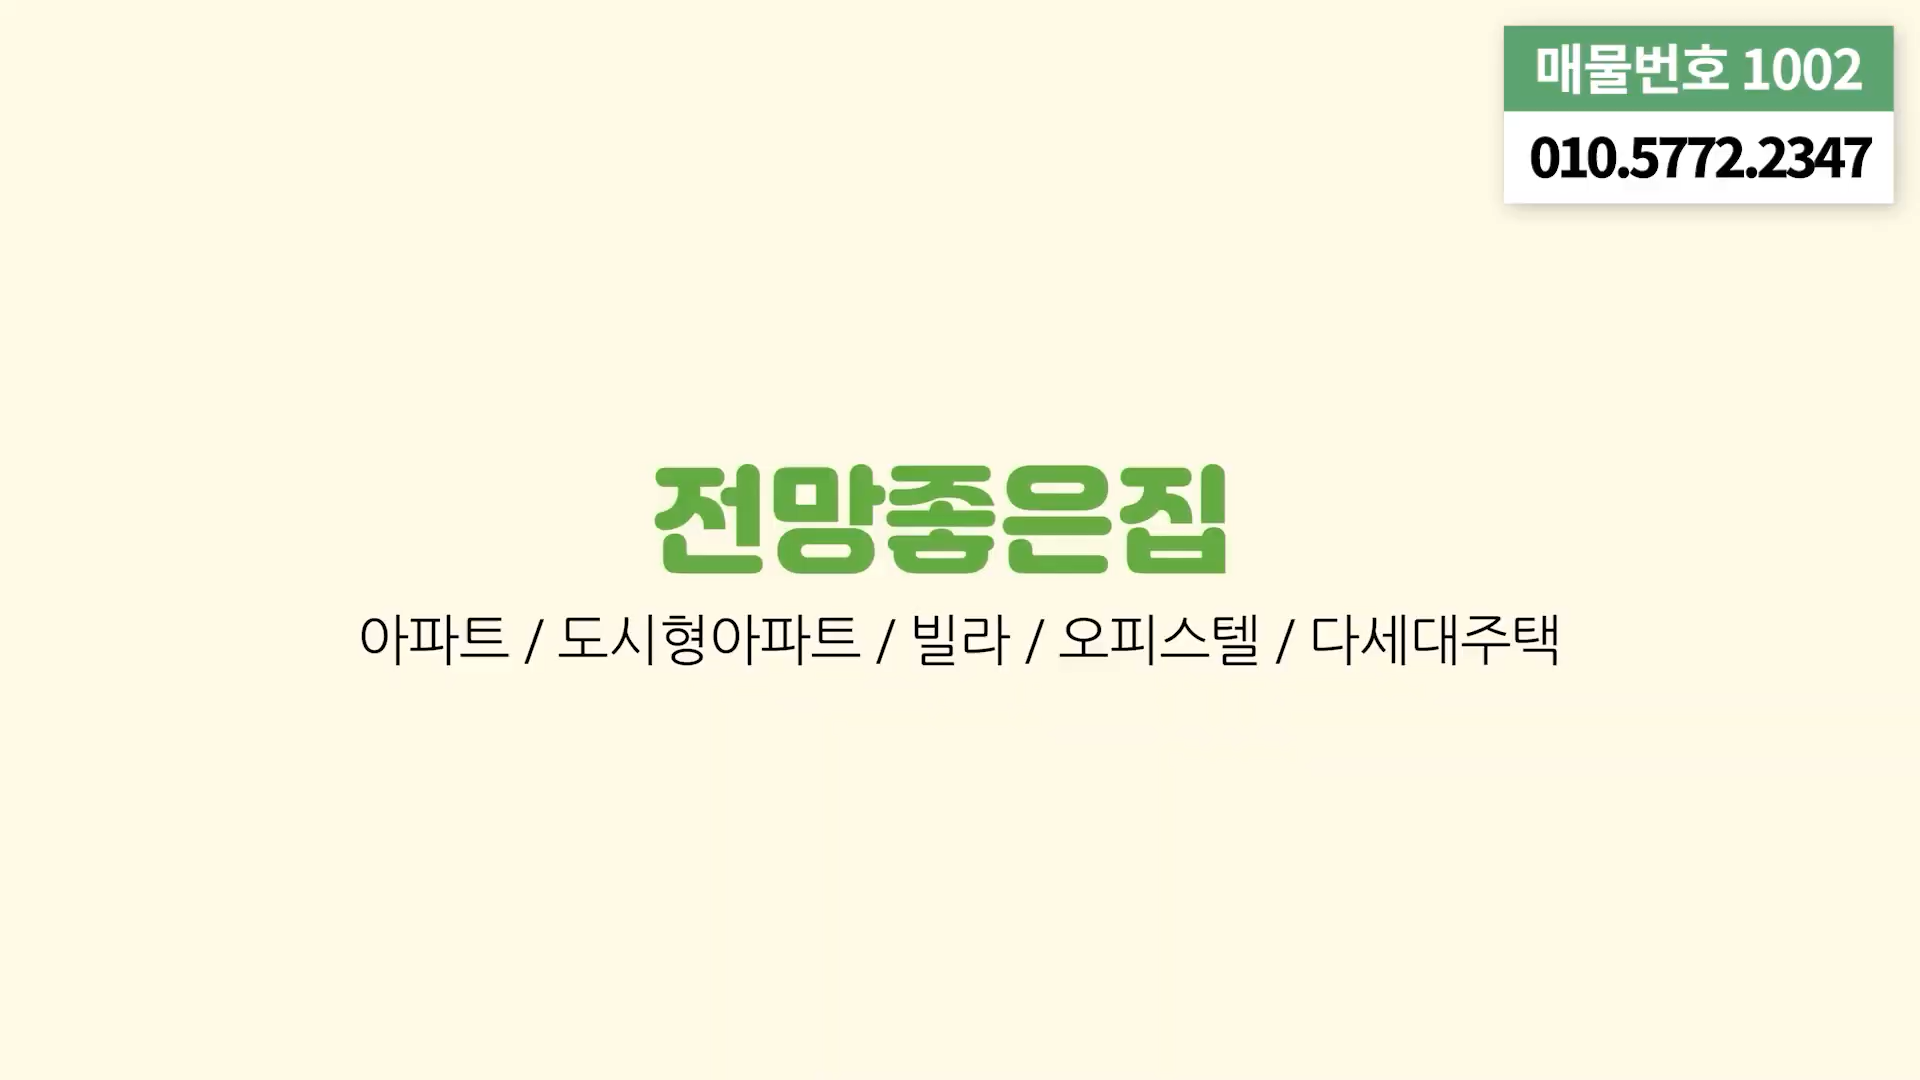 매물번호 1002
010.5772.2347
전망좋은집
아파트 / 도시형아파트 / 빌라 / 오피스텔 / 다세대주택